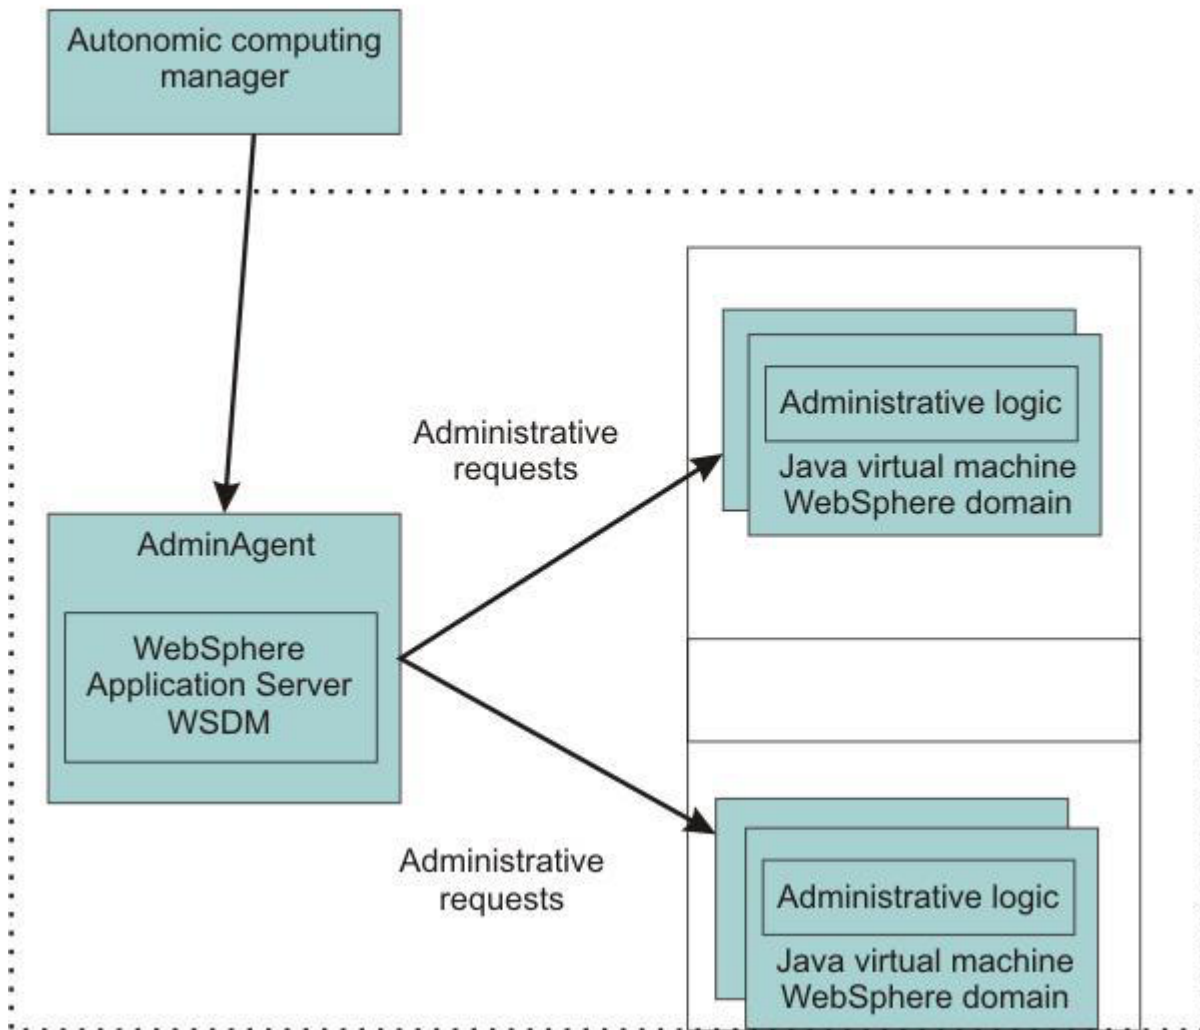 Autonomic computing
manager
Administrative logic
Administrative
requests
Java virtual machine
WebSphere domain
AdminAgent
WebSphere
Application Server
WSDM
Administrative
requests
Administrative logic
Java virtual machine
WebSphere domain